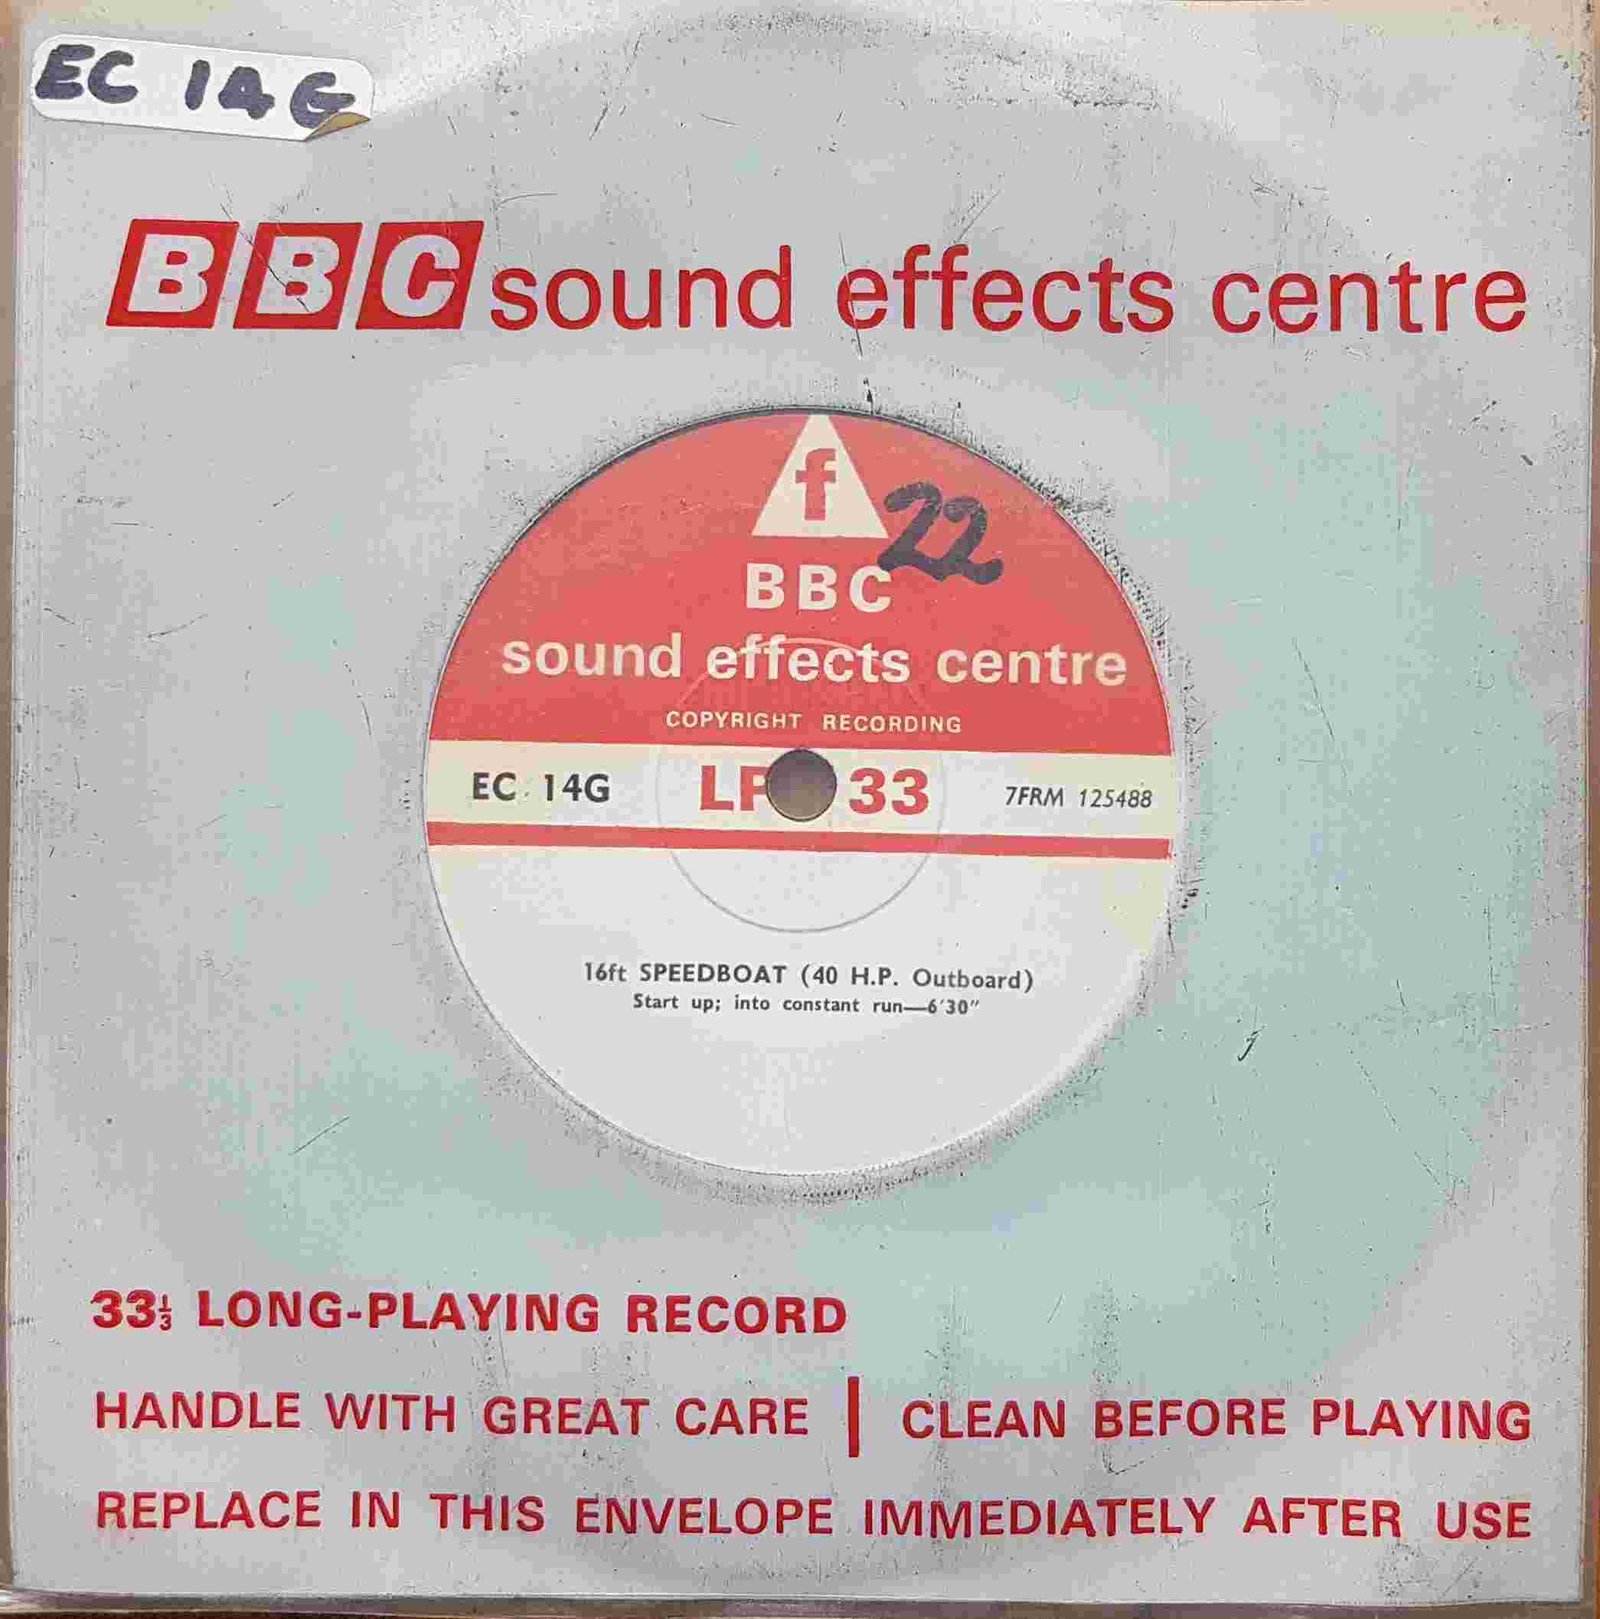 EC 14G
BBC sound effects centre
f
22
BBC
sound effects centre
COPYRIGHT RECORDING
EC 14G LP 33 7FRM 125488
16ft SPEEDBOAT (40 H.P. Outboard)
Start up; into constant run—6'30"
33⅓ LONG-PLAYING RECORD
HANDLE WITH GREAT CARE | CLEAN BEFORE PLAYING
REPLACE IN THIS ENVELOPE IMMEDIATELY AFTER USE